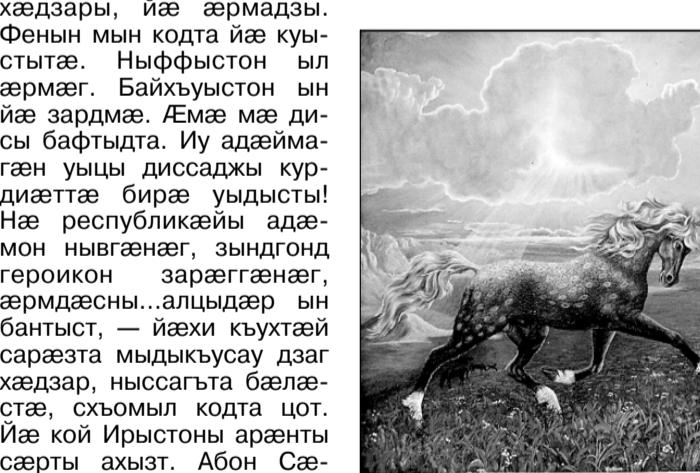 хæдзары, йæ æрмадзы.
Фенын мын кодта йæ куы-
стытæ. Ныффыстон ыл
æрмæг. Байхъуыстон ын
йæ зардмæ. Æмæ мæ ди-
сы бафтыдта. Иу адæйма-
гæн уыцы диссаджы кур-
диæттæ бирæ уыдысты!
Нæ республикæйы адæ-
мон нывгæнæг, зындгонд
героикон зарæггæнæг,
æрмдæсны...алцыдæр ын
бантыст, — йæхи къухтæй
сарæзта мыдыкъусау дзаг
хæдзар, ныссагъта бæлæ-
стæ, схъомыл кодта цот.
Йæ кой Ирыстоны арæнты
сæрты ахызт. Абон Сæ-